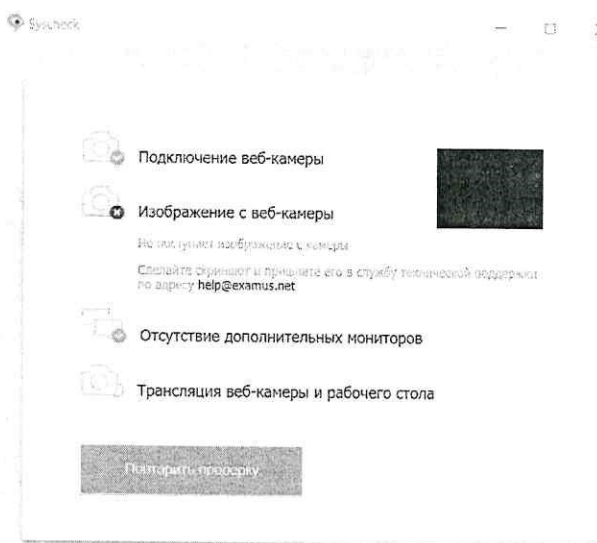 Syscheck
Подключение веб-камеры
Изображение с веб-камеры
Не поступает изображение с камеры
Сделайте скриншот и пришлите его в службу технической поддержки
по адресу help@examus.net
Отсутствие дополнительных мониторов
Трансляция веб-камеры и рабочего стола
Повторить проверку